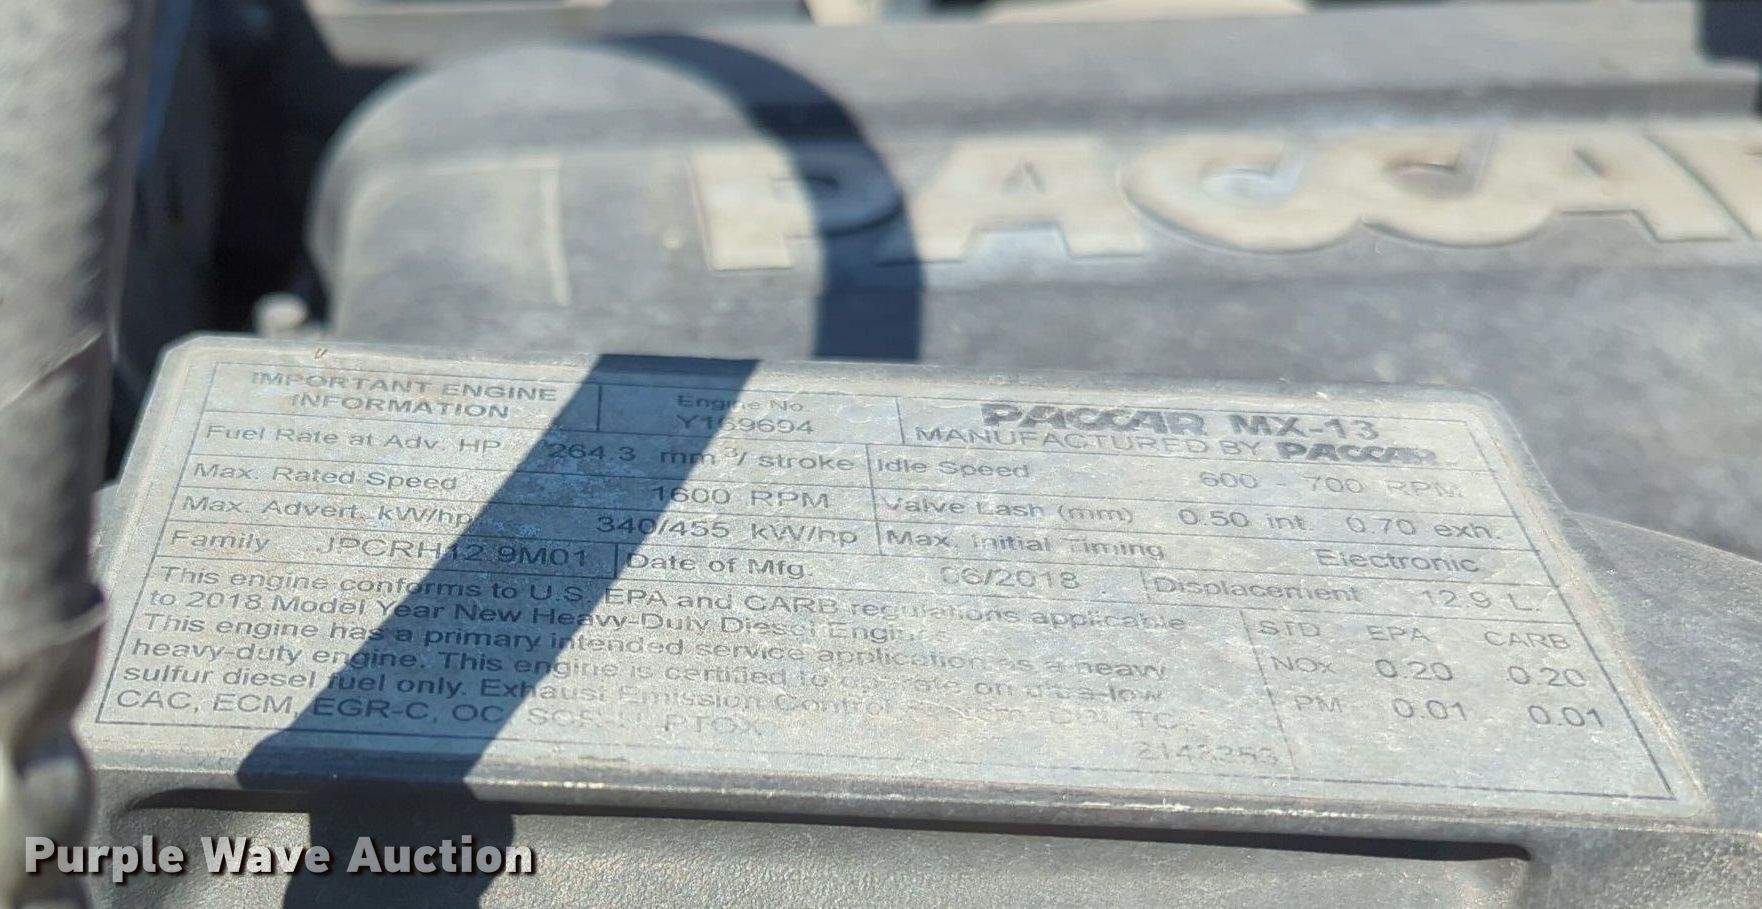 PACCAR
IMPORTANT ENGINE
INFORMATION
Engine No
Y169694
PACCAR MX-13
MANUFACTURED BY PACCAR
Fuel Rate at Adv. HP 264.3 mm³/ stroke
Idle Speed 600 - 700 RPM
Max. Rated Speed 1600 RPM
Valve Lash (mm) 0.50 int. 0.70 exh.
Max. Advert. kW/hp 340/455 kW/hp
Max. Initial Timing Electronic
Family JPCRH12.9M01
Date of Mfg. 06/2018
Displacement 12.9 L.
This engine conforms to U.S. EPA and CARB regulations applicable
to 2018 Model Year New Heavy-Duty Diesel
This engine has a primary intended service application as a heavy
heavy-duty engine. This engine is certified to operate on ultra-low
sulfur diesel fuel only. Exhaust Emission Control DDI, TC,
CAC, ECM, EGR-C, OC, PTOX
STD EPA CARB
NOx 0.20 0.20
PM 0.01 0.01
2143253
Purple Wave Auction